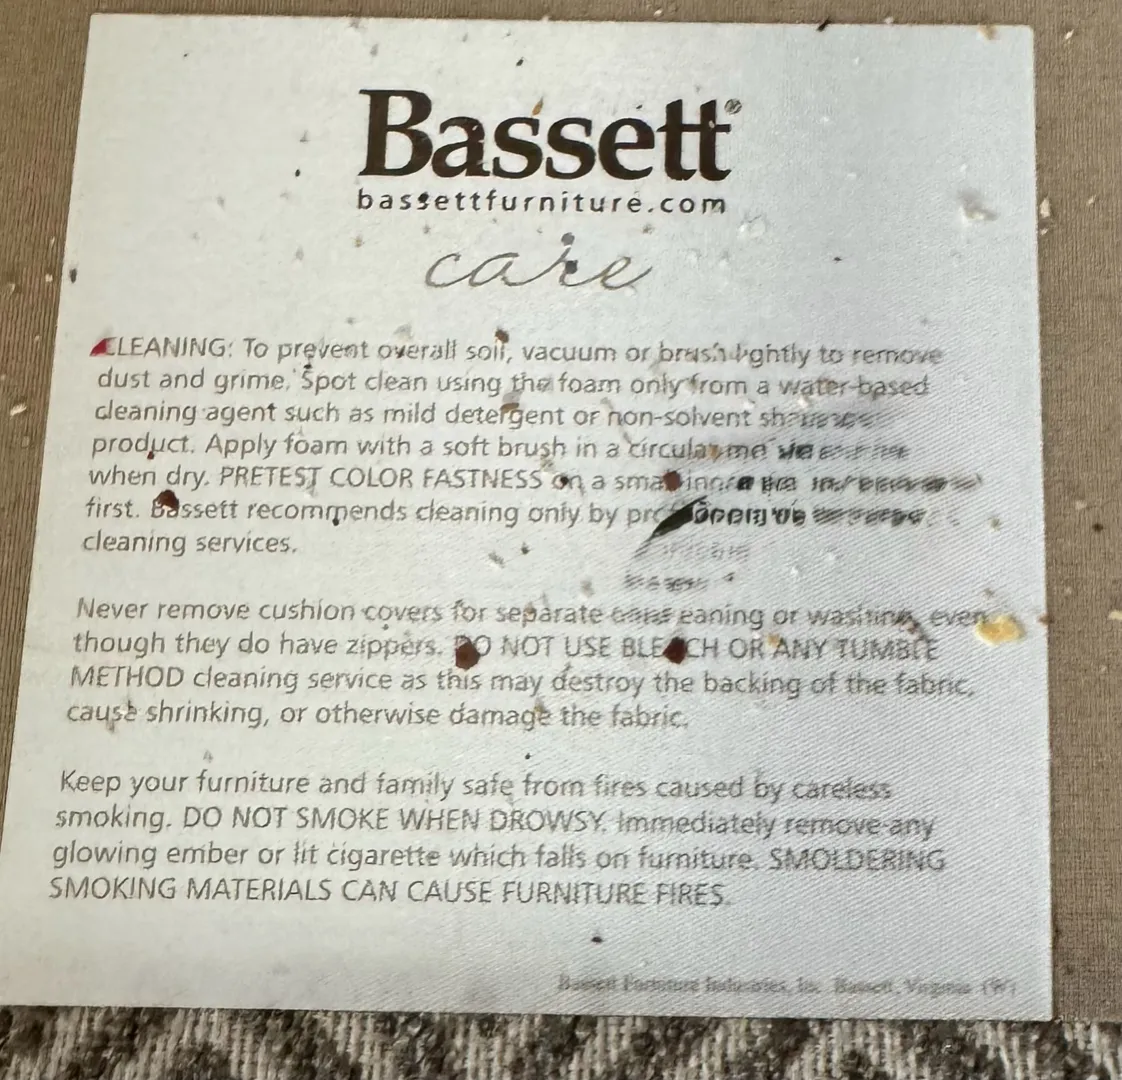 Bassett®
bassettfurniture.com
care
CLEANING: To prevent overall soil, vacuum or brush lightly to remove
dust and grime. Spot clean using the foam only from a water-based
cleaning agent such as mild detergent or non-solvent
product. Apply foam with a soft brush in a circular
when dry. PRETEST COLOR FASTNESS on a small
first. Bassett recommends cleaning only by
cleaning services.
Never remove cushion covers for separate eaning or washing, even
though they do have zippers. DO NOT USE BLEACH OR ANY TUMBLE
METHOD cleaning service as this may destroy the backing of the fabric,
cause shrinking, or otherwise damage the fabric.
Keep your furniture and family safe from fires caused by careless
smoking. DO NOT SMOKE WHEN DROWSY. Immediately remove any
glowing ember or lit cigarette which falls on furniture. SMOLDERING
SMOKING MATERIALS CAN CAUSE FURNITURE FIRES.
Bassett Furniture Industries, Inc. Bassett, Virginia (W)